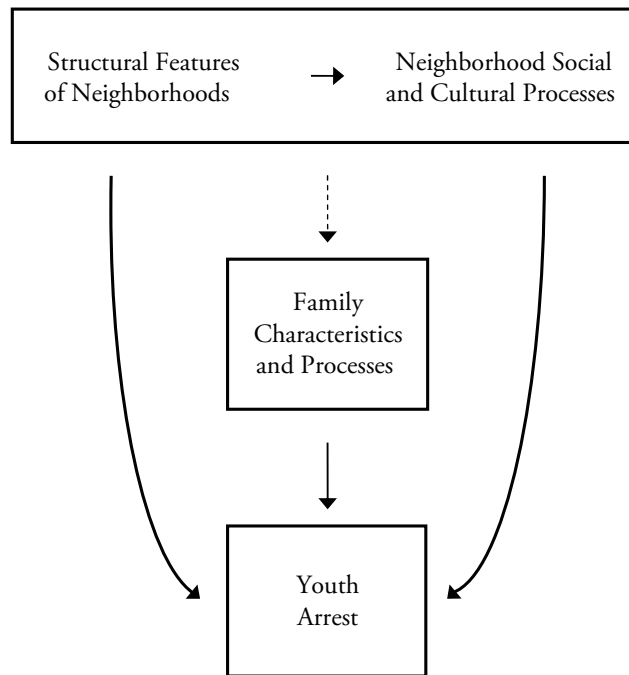 Structural Features
of Neighborhoods
Neighborhood Social
and Cultural Processes
Family
Characteristics
and Processes
Youth
Arrest